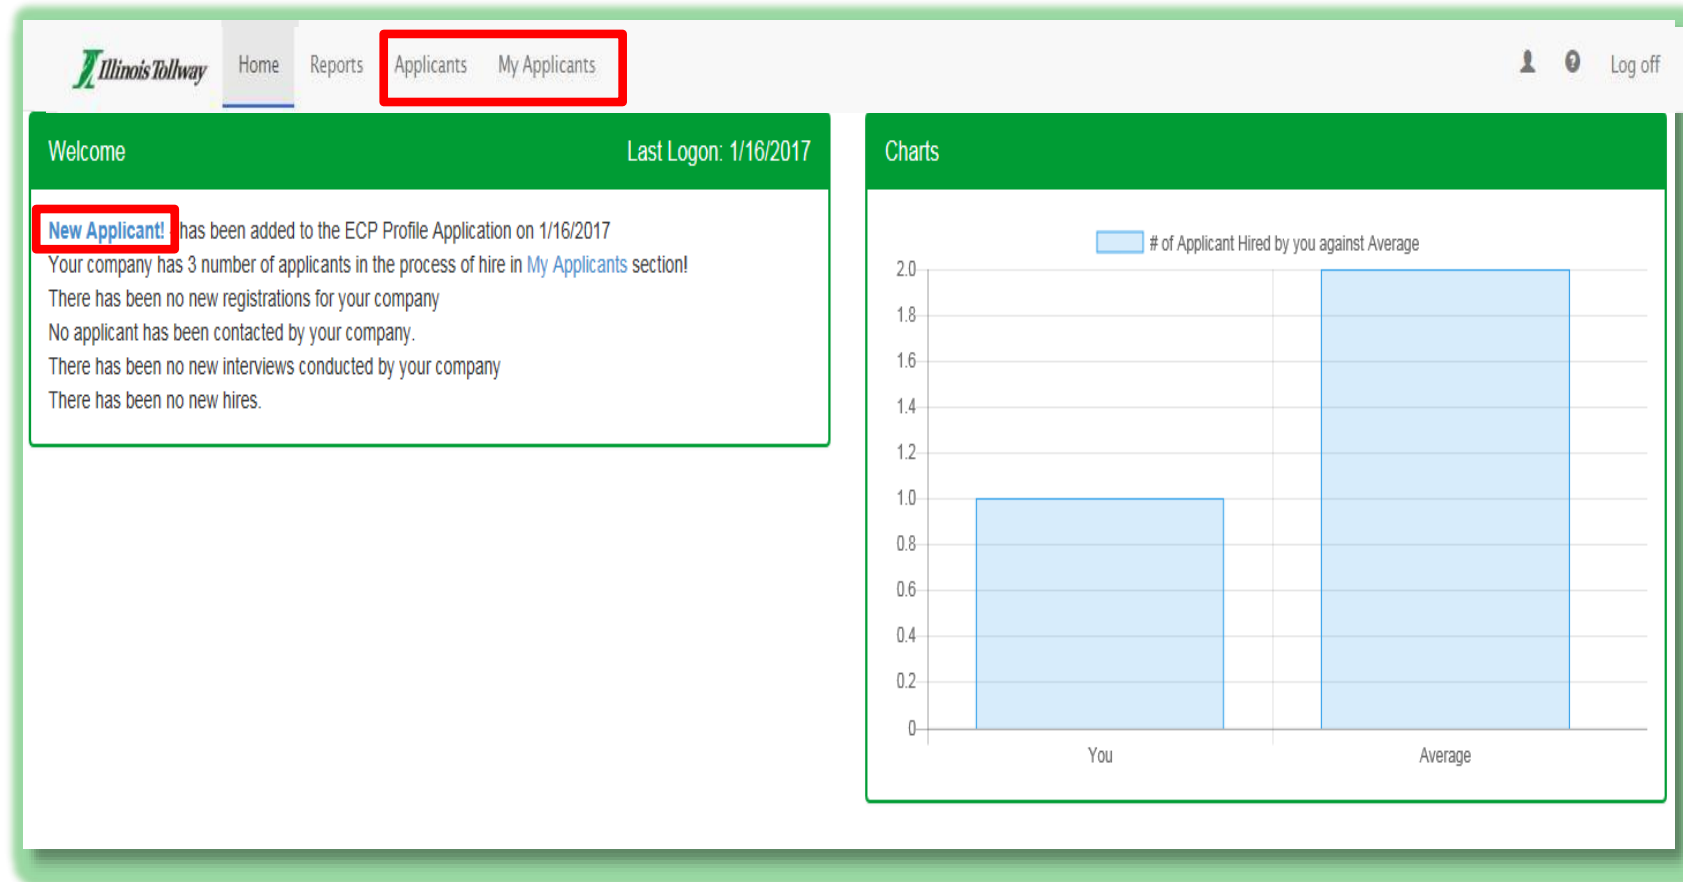 Illinois Tollway Home Reports Applicants My Applicants Log off
Welcome Last Logon: 1/16/2017
New Applicant! has been added to the ECP Profile Application on 1/16/2017
Your company has 3 number of applicants in the process of hire in My Applicants section!
There has been no new registrations for your company
No applicant has been contacted by your company.
There has been no new interviews conducted by your company
There has been no new hires.
Charts
# of Applicant Hired by you against Average
2.0
1.8
1.6
1.4
1.2
1.0
0.8
0.6
0.4
0.2
0
You Average